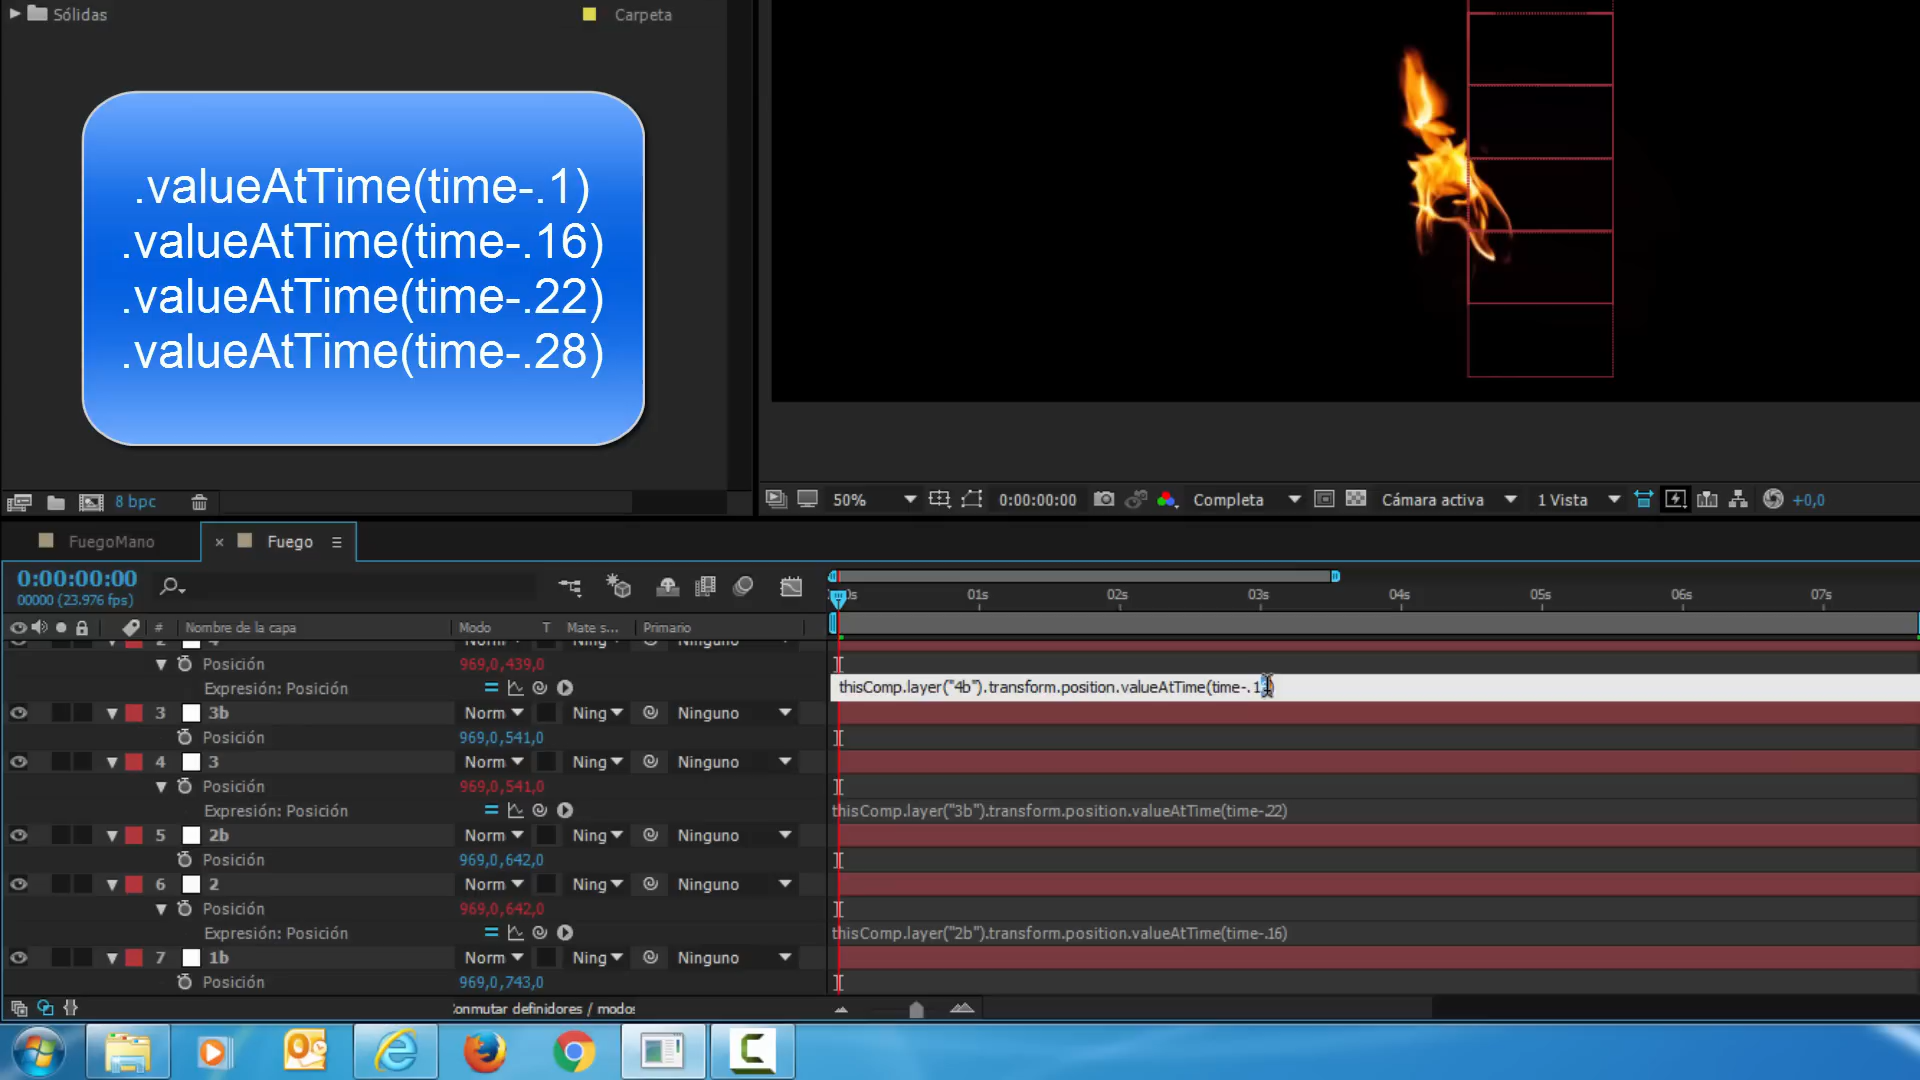 Sólidas
Carpeta
.valueAtTime(time-.1)
.valueAtTime(time-.16)
.valueAtTime(time-.22)
.valueAtTime(time-.28)
8 bpc
50%
0:00:00:00
Completa
Cámara activa
1 Vista
+0,0
FuegoMano
× Fuego
0:00:00:00
00000 (23.976 fps)
01s 02s 03s 04s 05s 06s 07s
# Nombre de la capa Modo T Mate s... Primario
Posición 969,0,439,0
Expresión: Posición thisComp.layer("4b").transform.position.valueAtTime(time-.1
3 3b Norm Ning Ninguno
Posición 969,0,541,0
4 3 Norm Ning Ninguno
Posición 969,0,541,0
Expresión: Posición thisComp.layer("3b").transform.position.valueAtTime(time-.22)
5 2b Norm Ning Ninguno
Posición 969,0,642,0
6 2 Norm Ning Ninguno
Posición 969,0,642,0
Expresión: Posición thisComp.layer("2b").transform.position.valueAtTime(time-.16)
7 1b Norm Ning Ninguno
Posición 969,0,743,0
Conmutar definidores / modos